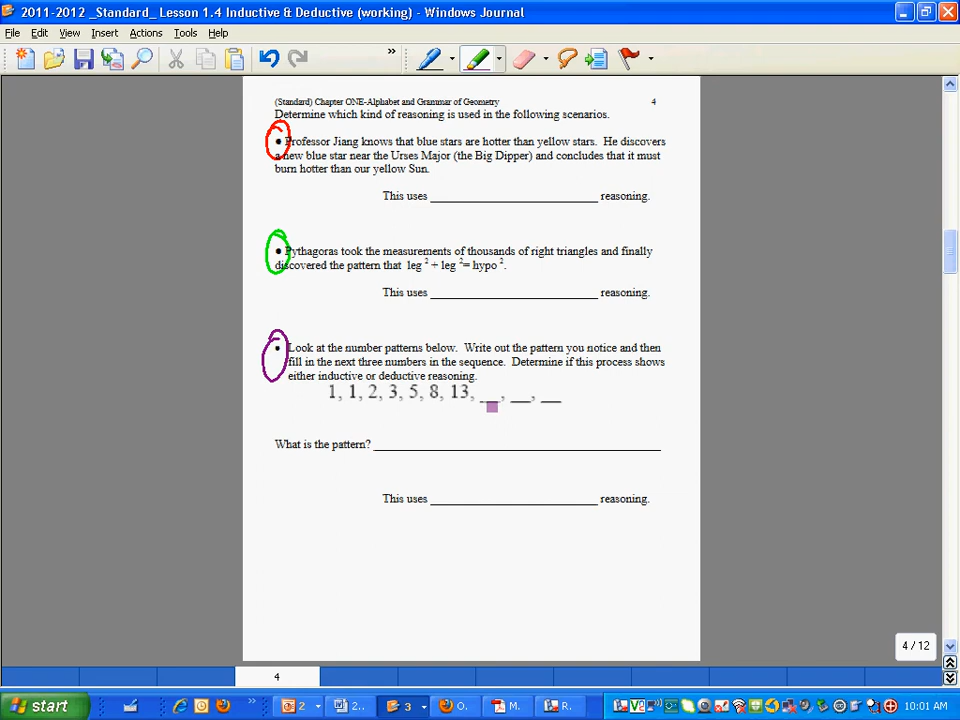 2011-2012 _Standard_ Lesson 1.4 Inductive & Deductive (working) - Windows Journal
File Edit View Insert Actions Tools Help
(Standard) Chapter ONE-Alphabet and Grammar of Geometry 4
Determine which kind of reasoning is used in the following scenarios.
• Professor Jiang knows that blue stars are hotter than yellow stars. He discovers
a new blue star near the Urses Major (the Big Dipper) and concludes that it must
burn hotter than our yellow Sun.
This uses ____________________ reasoning.
• Pythagoras took the measurements of thousands of right triangles and finally
discovered the pattern that leg ² + leg ²= hypo ².
This uses ____________________ reasoning.
• Look at the number patterns below. Write out the pattern you notice and then
fill in the next three numbers in the sequence. Determine if this process shows
either inductive or deductive reasoning.
1, 1, 2, 3, 5, 8, 13, __, __, __
What is the pattern? ____________________
This uses ____________________ reasoning.
4 / 12
4
start 2 2.. 3 O. M. R. 10:01 AM